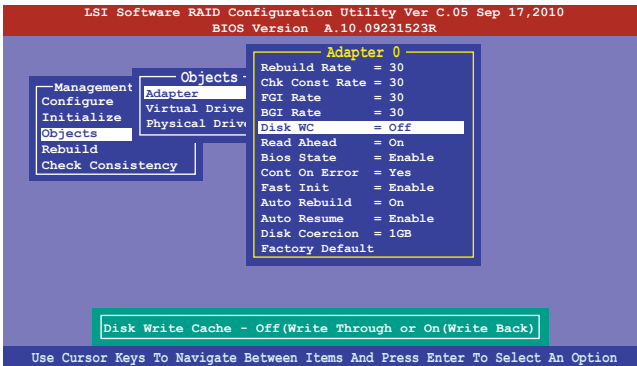 LSI Software RAID Configuration Utility Ver C.05 Sep 17,2010
BIOS Version A.10.09231523R
Management
Configure
Initialize
Objects
Rebuild
Check Consistency
Objects
Adapter
Virtual Drive
Physical Drive
Adapter 0
Rebuild Rate = 30
Chk Const Rate = 30
FGI Rate = 30
BGI Rate = 30
Disk WC = Off
Read Ahead = On
Bios State = Enable
Cont On Error = Yes
Fast Init = Enable
Auto Rebuild = On
Auto Resume = Enable
Disk Coercion = 1GB
Factory Default
Disk Write Cache - Off(Write Through or On(Write Back)
Use Cursor Keys To Navigate Between Items And Press Enter To Select An Option